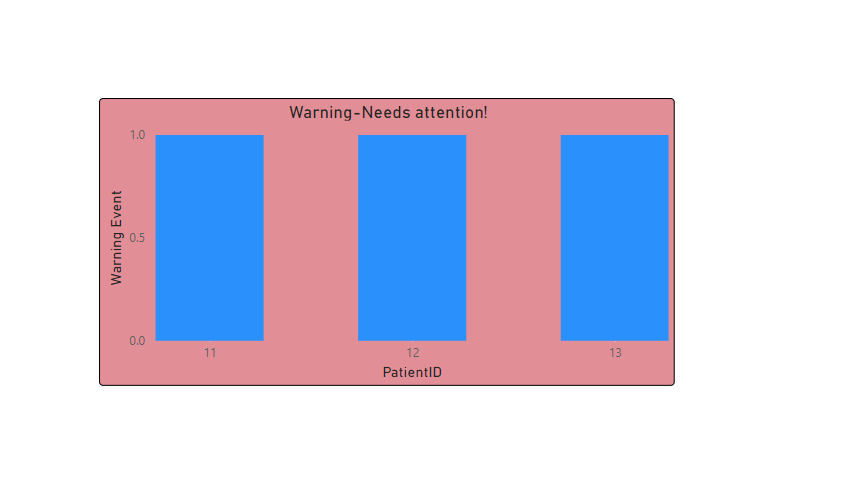 Warning-Needs attention!
1.0
0.5
0.0
Warning Event
11 12 13
PatientID